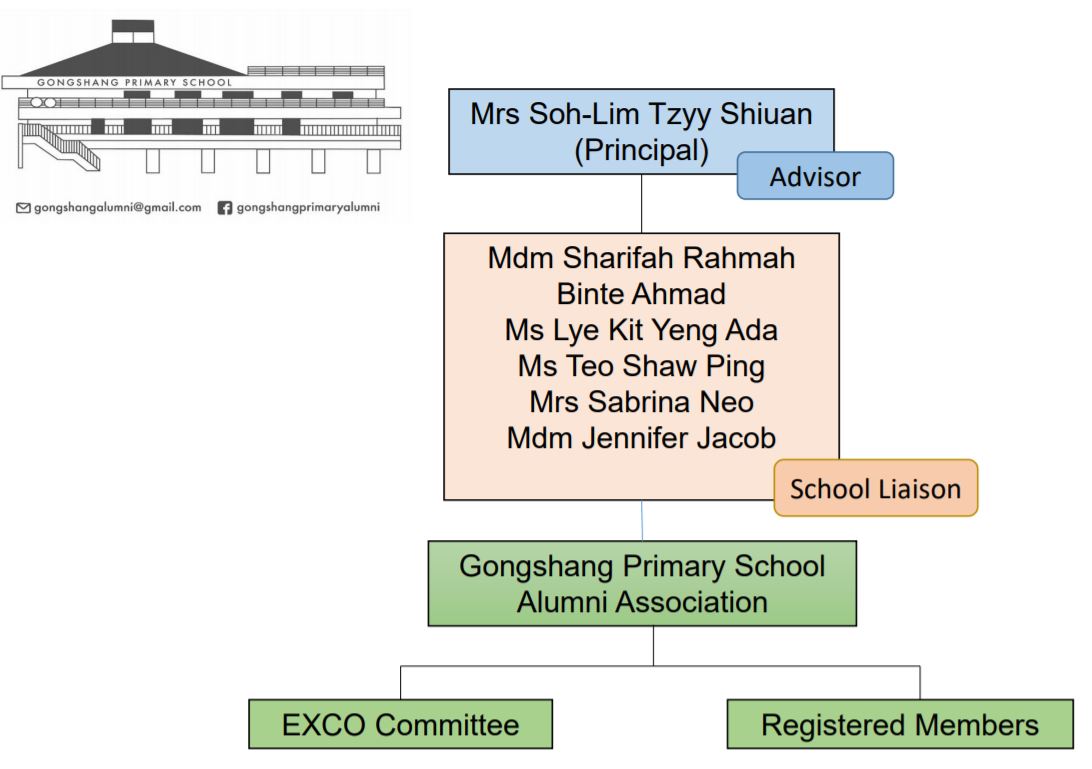 GONGSHANG PRIMARY SCHOOL
gongshangalumni@gmail.com gongshangprimaryalumni
Mrs Soh-Lim Tzyy Shiuan
(Principal)
Advisor
Mdm Sharifah Rahmah
Binte Ahmad
Ms Lye Kit Yeng Ada
Ms Teo Shaw Ping
Mrs Sabrina Neo
Mdm Jennifer Jacob
School Liaison
Gongshang Primary School
Alumni Association
EXCO Committee
Registered Members